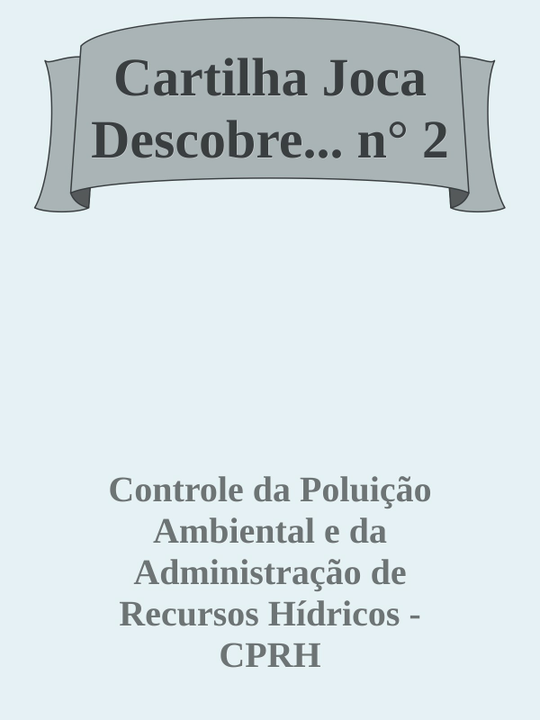 Cartilha Joca
Descobre... n° 2
Controle da Poluição
Ambiental e da
Administração de
Recursos Hídricos -
CPRH